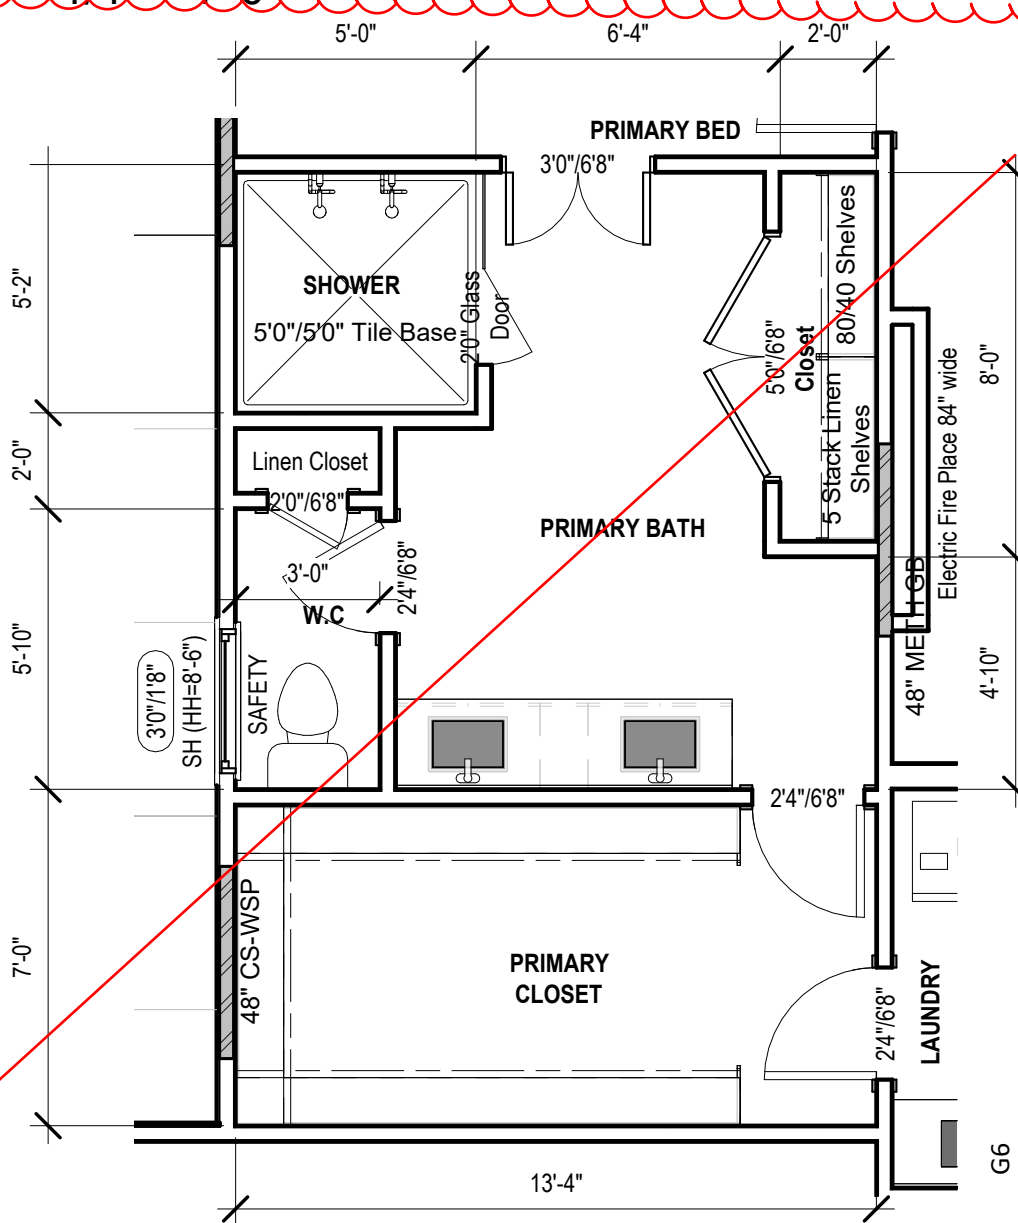 5'-0"
6'-4"
2'-0"
PRIMARY BED
3'0"/6'8"
5'-2"
SHOWER
5'0"/5'0" Tile Base
2'0" Glass
Door
5'0"/6'8"
Closet
80/40 Shelves
5 Stack Linen
Shelves
8'-0"
Electric Fire Place 84" wide
2'-0"
Linen Closet
2'0"/6'8"
PRIMARY BATH
3'-0"
2'4"/6'8"
W.C
5'-10"
3'0"/1'8"
SH (HH=8'-6")
SAFETY
48" METH GB
4'-10"
2'4"/6'8"
7'-0"
48" CS-WSP
PRIMARY
CLOSET
2'4"/6'8"
LAUNDRY
13'-4"
G6